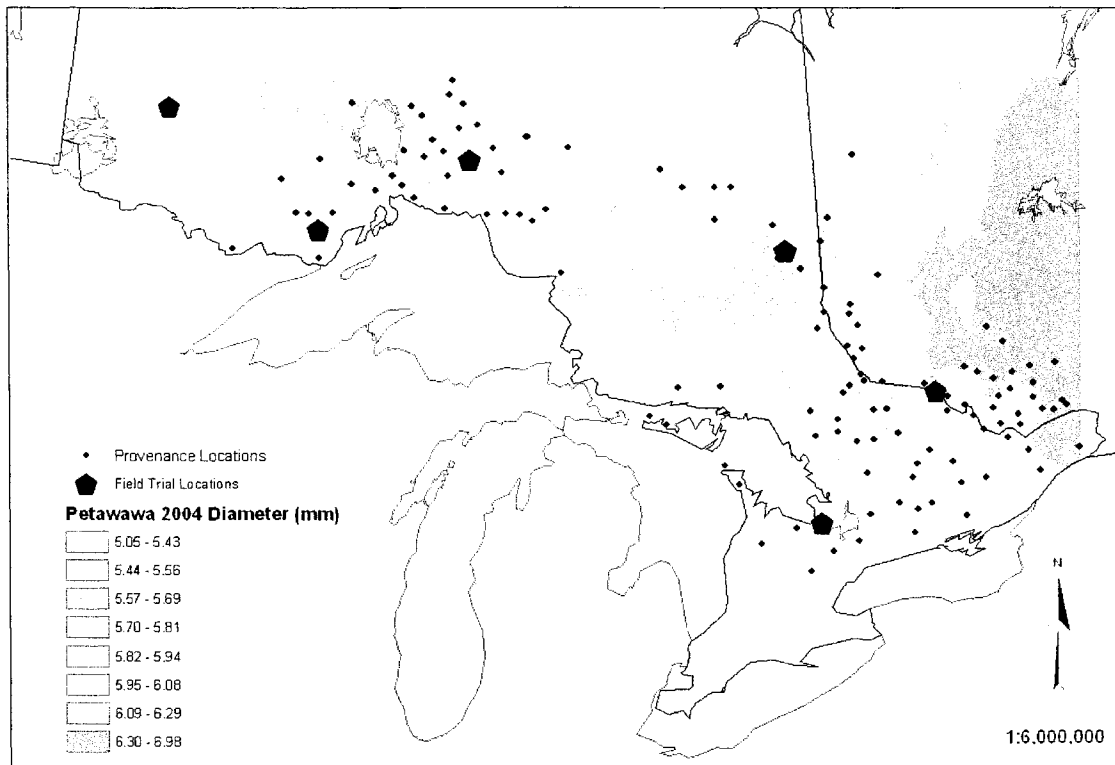 Provenance Locations
Field Trial Locations
Petawawa 2004 Diameter (mm)
5.05 - 5.43
5.44 - 5.56
5.57 - 5.69
5.70 - 5.81
5.82 - 5.94
5.95 - 6.08
6.09 - 6.29
6.30 - 6.98
N
1:6,000,000